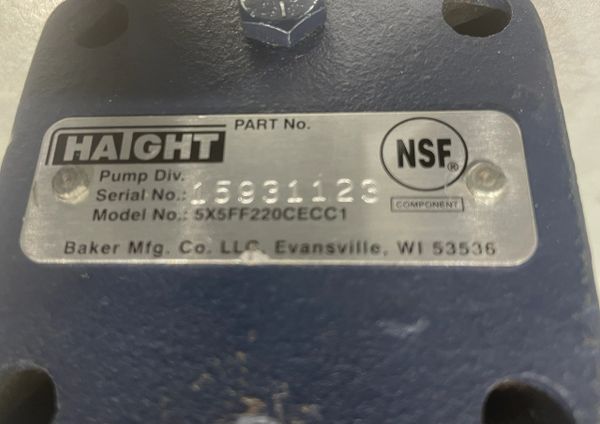 PART No.
HAIGHT
NSF®
Pump Div.
Serial No.: 15931123
COMPONENT
Model No.: 5X5FF220CECC1
Baker Mfg. Co. LLC, Evansville, WI 53536